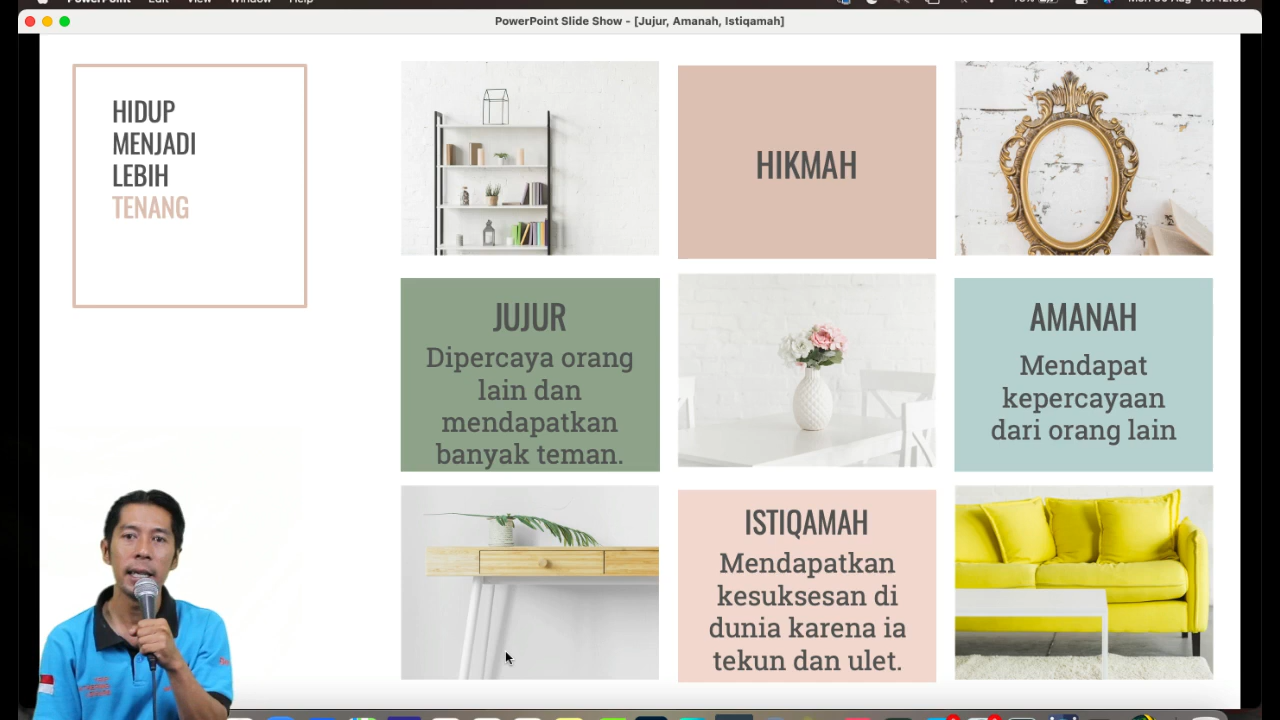 PowerPoint Slide Show - [Jujur, Amanah, Istiqamah]
HIDUP
MENJADI
LEBIH
TENANG
HIKMAH
JUJUR
Dipercaya orang
lain dan
mendapatkan
banyak teman.
AMANAH
Mendapat
kepercayaan
dari orang lain
ISTIQAMAH
Mendapatkan
kesuksesan di
dunia karena ia
tekun dan ulet.